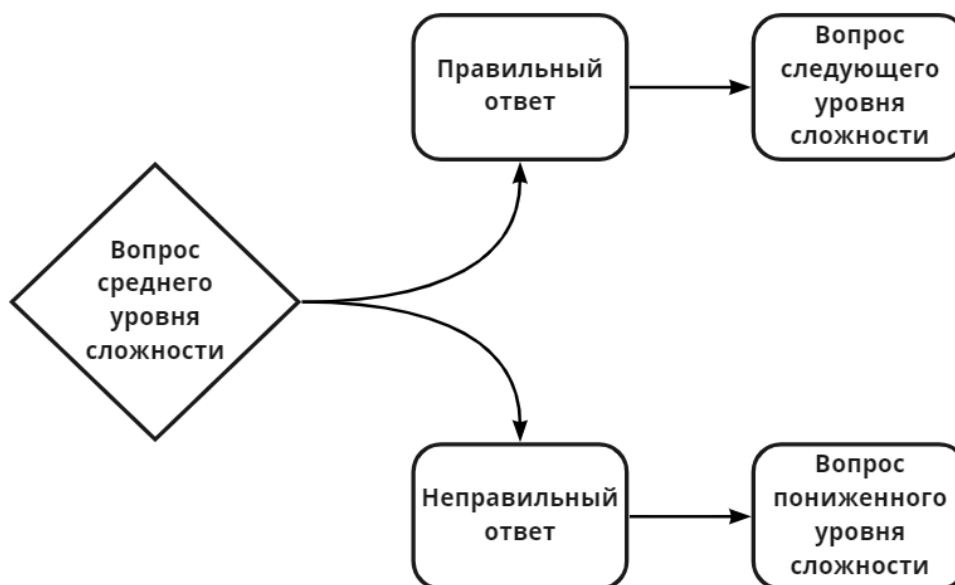 Вопрос
среднего
уровня
сложности
Правильный
ответ
Вопрос
следующего
уровня
сложности
Неправильный
ответ
Вопрос
пониженного
уровня
сложности